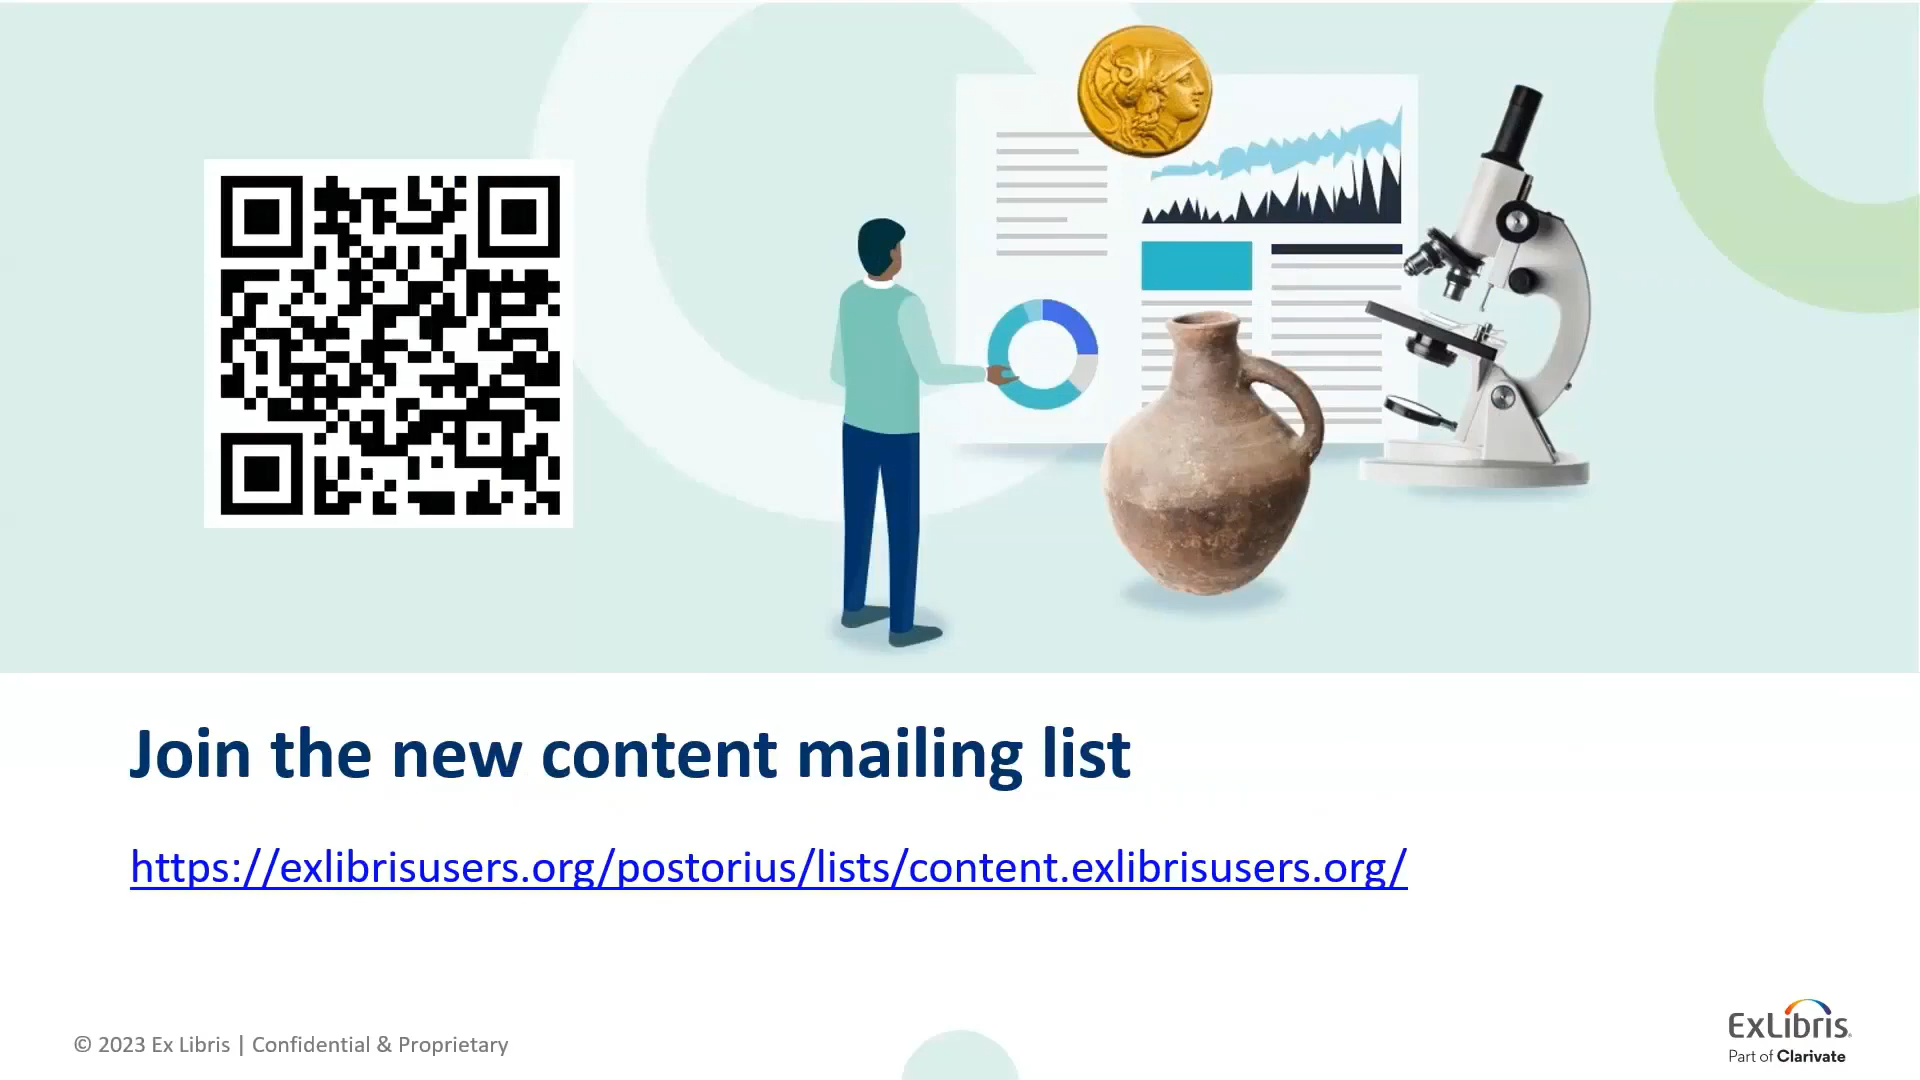 Join the new content mailing list
https://exlibrisusers.org/postorius/lists/content.exlibrisusers.org/
© 2023 Ex Libris | Confidential & Proprietary
ExLibris®
Part of Clarivate